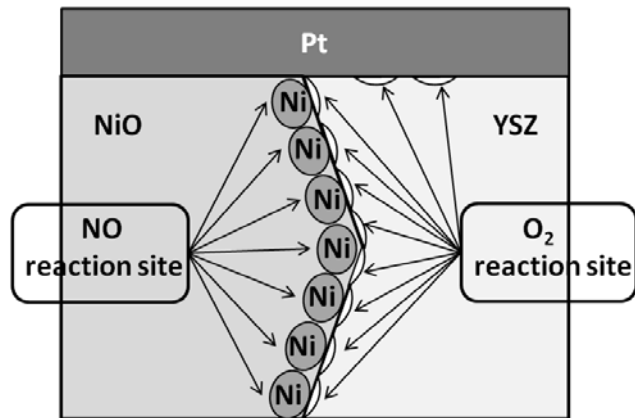 Pt
NiO
YSZ
Ni
Ni
Ni
Ni
Ni
Ni
Ni
NO
reaction site
O₂
reaction site